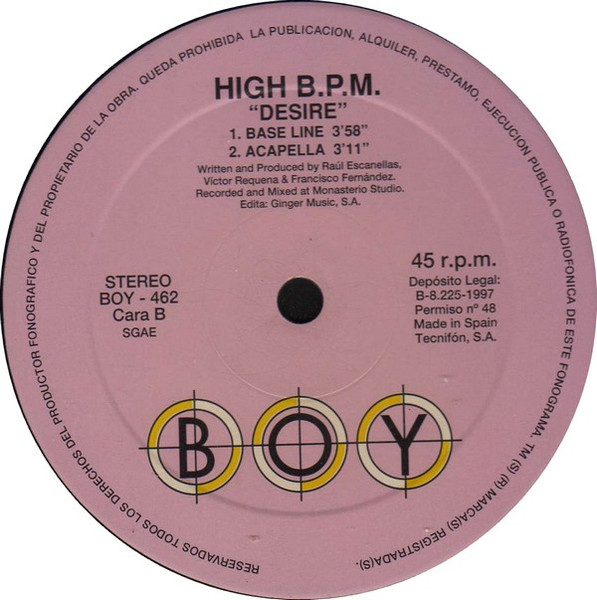 RESERVADOS TODOS LOS DERECHOS DEL PRODUCTOR FONOGRAFICO Y DEL PROPIETARIO DE LA OBRA. QUEDA PROHIBIDA LA PUBLICACION, ALQUILER, PRESTAMO, EJECUCION PUBLICA O RADIOFONICA DE ESTE FONOGRAMA. TM (S) (R) MARCA(S) REGISTRADA(S).
HIGH B.P.M.
“DESIRE”
1. BASE LINE 3'58”
2. ACAPELLA 3'11”
Written and Produced by Raúl Escanellas,
Víctor Requena & Francisco Fernández.
Recorded and Mixed at Monasterio Studio.
Edita: Ginger Music, S.A.
STEREO
BOY - 462
Cara B
SGAE
45 r.p.m.
Depósito Legal:
B-8.225-1997
Permiso nº 48
Made in Spain
Tecnifón, S.A.
BOY